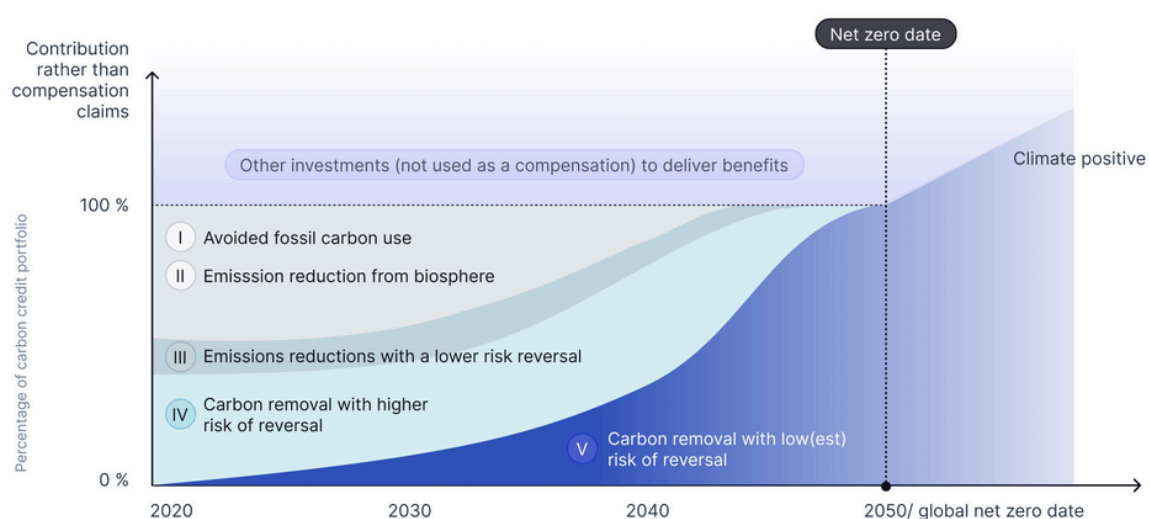 Net zero date
Contribution
rather than
compensation
claims
Other investments (not used as a compensation) to deliver benefits
Climate positive
100 %
Percentage of carbon credit portfolio
I Avoided fossil carbon use
II Emisssion reduction from biosphere
III Emissions reductions with a lower risk reversal
IV Carbon removal with higher
risk of reversal
V Carbon removal with low(est)
risk of reversal
0 %
2020 2030 2040 2050/ global net zero date